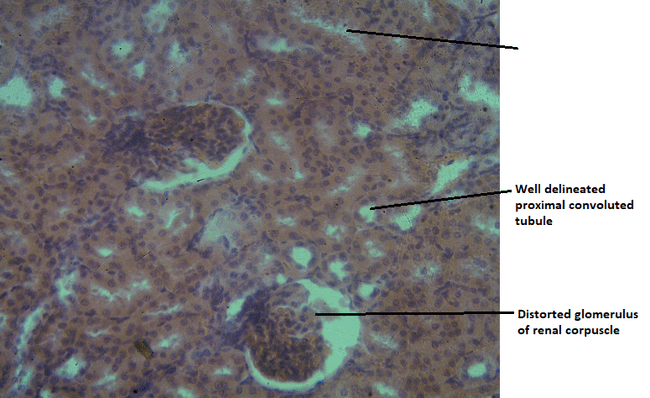 Well delineated
proximal convoluted
tubule
Distorted glomerulus
of renal corpuscle